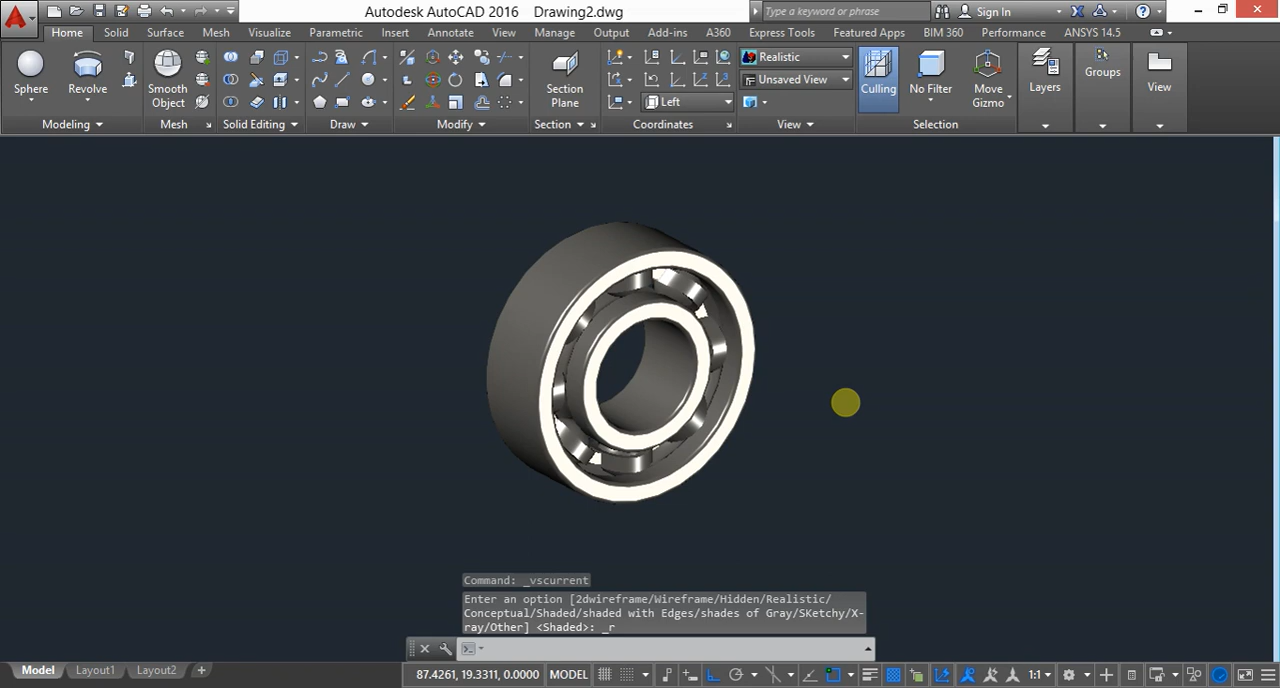 Autodesk AutoCAD 2016 Drawing2.dwg
Type a keyword or phrase
Sign In
Home Solid Surface Mesh Visualize Parametric Insert Annotate View Manage Output Add-ins A360 Express Tools Featured Apps BIM 360 Performance ANSYS 14.5
Sphere
Revolve
Smooth
Object
Section
Plane
Left
Realistic
Unsaved View
Culling
No Filter
Move
Gizmo
Layers
Groups
View
Modeling Mesh Solid Editing Draw Modify Section Coordinates View Selection
Command: _vscurrent
Enter an option [2dwireframe/Wireframe/Hidden/Realistic/
Conceptual/Shaded/shaded with Edges/shades of Gray/SKetchy/X-
ray/Other] <Shaded>: _r
Model Layout1 Layout2 +
87.4261, 19.3311, 0.0000 MODEL 1:1